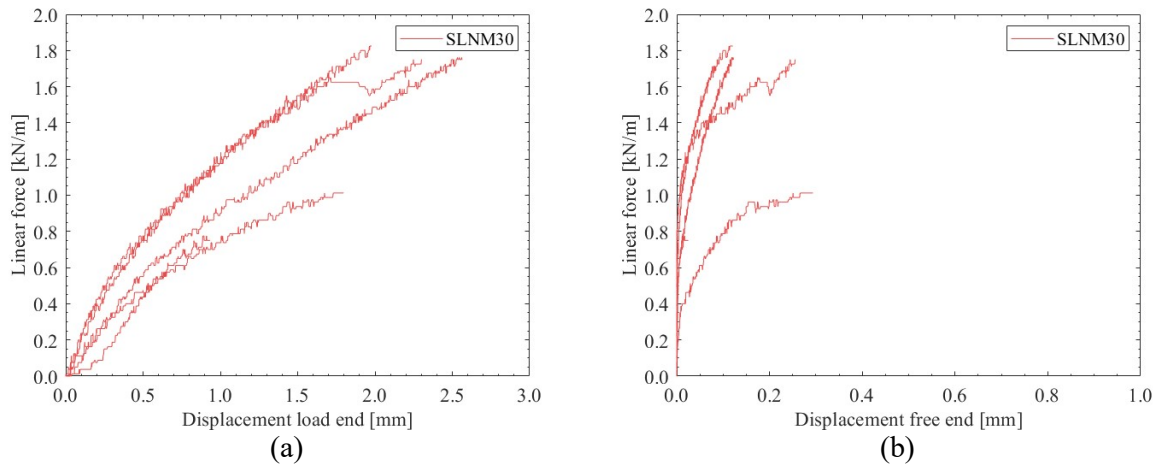 2.0
1.8
1.6
1.4
1.2
1.0
0.8
0.6
0.4
0.2
0.0
Linear force [kN/m]
SLNM30
0.0 0.5 1.0 1.5 2.0 2.5 3.0
Displacement load end [mm]
(a)
2.0
1.8
1.6
1.4
1.2
1.0
0.8
0.6
0.4
0.2
0.0
Linear force [kN/m]
SLNM30
0.0 0.2 0.4 0.6 0.8 1.0
Displacement free end [mm]
(b)